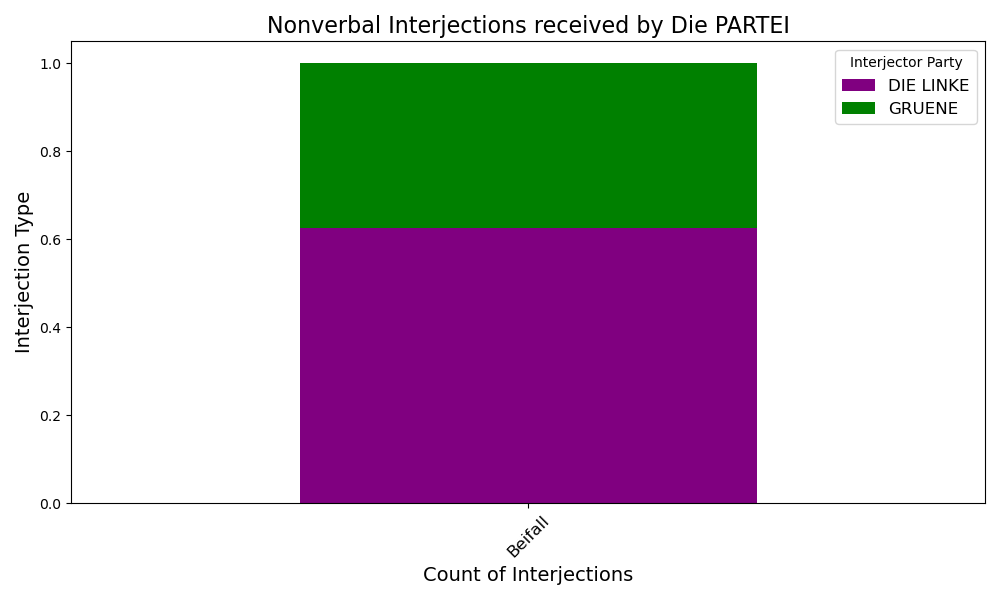 Nonverbal Interjections received by Die PARTEI
Interjector Party
DIE LINKE
GRUENE
Interjection Type
1.0
0.8
0.6
0.4
0.2
0.0
Beifall
Count of Interjections